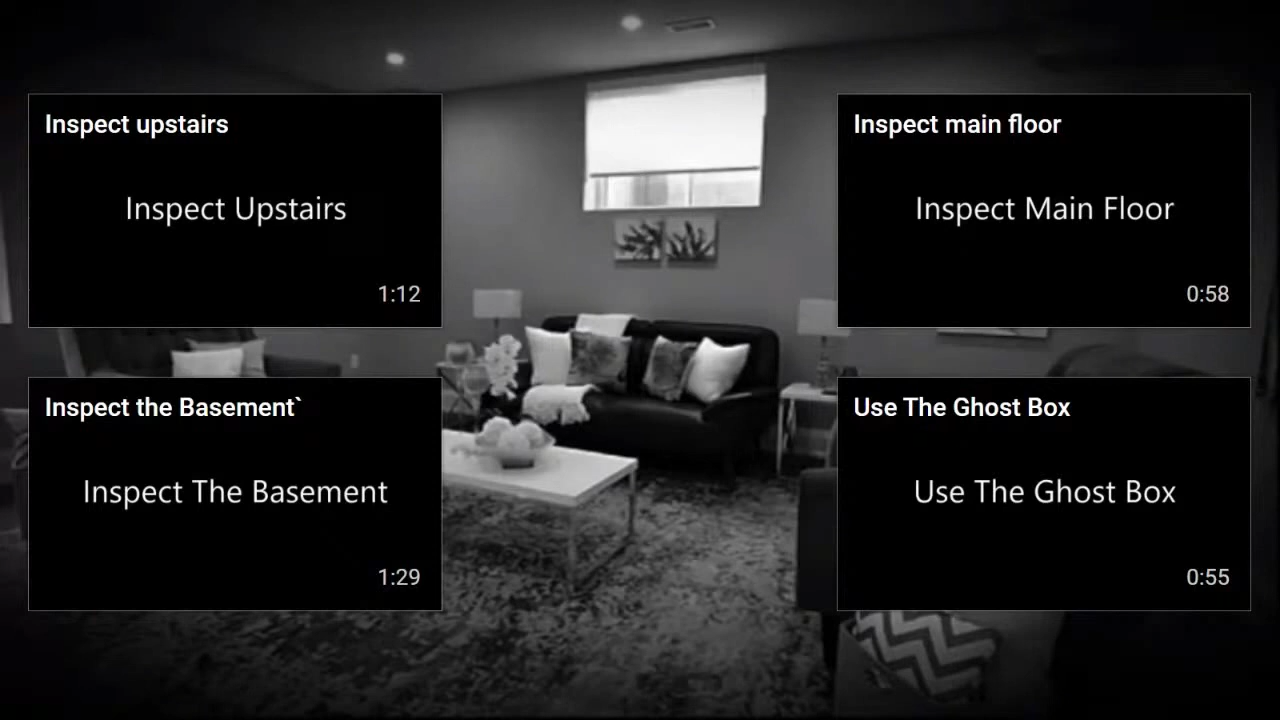 Inspect upstairs
Inspect Upstairs
1:12
Inspect main floor
Inspect Main Floor
0:58
Inspect the Basement`
Inspect The Basement
1:29
Use The Ghost Box
Use The Ghost Box
0:55